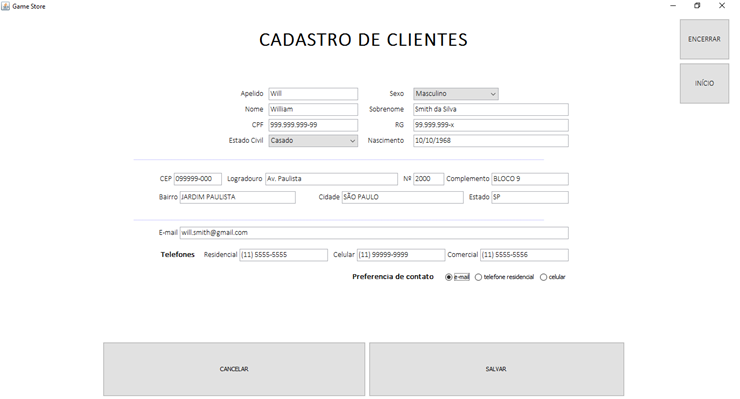 Game Store
CADASTRO DE CLIENTES
ENCERRAR
INÍCIO
Apelido Will Sexo Masculino
Nome William Sobrenome Smith da Silva
CPF 999.999.999-99 RG 99.999.999-x
Estado Civil Casado Nascimento 10/10/1968
CEP 099999-000 Logradouro Av. Paulista Nº 2000 Complemento BLOCO 9
Bairro JARDIM PAULISTA Cidade SÃO PAULO Estado SP
E-mail will.smith@gmail.com
Telefones Residencial (11) 5555-5555 Celular (11) 99999-9999 Comercial (11) 5555-5556
Preferencia de contato e-mail telefone residencial celular
CANCELAR SALVAR